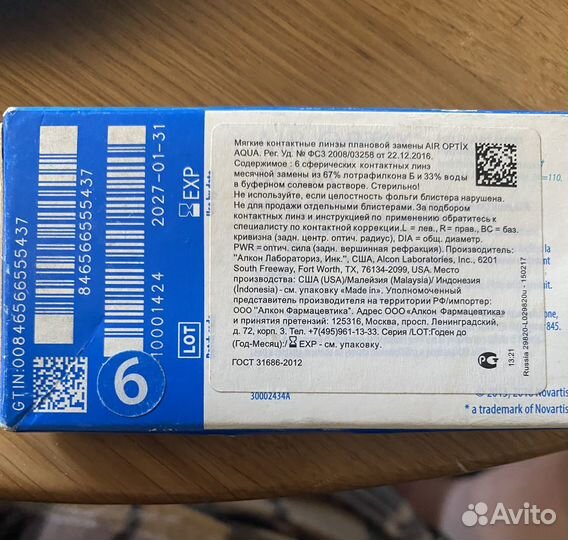 Мягкие контактные линзы плановой замены AIR OPTIX
AQUA. Рег. Уд. № ФСЗ 2008/03258 от 22.12.2016.
Содержимое : 6 сферических контактных линз
месячной замены из 67% лотрафилкона Б и 33% воды
в буферном солевом растворе. Стерильно!
Не используйте, если целостность фольги блистера нарушена.
Не для продажи отдельными блистерами. За подбором
контактных линз и инструкцией по применению обратитесь к
специалисту по контактной коррекции.L = лев., R = прав., BC = баз.
кривизна (задн. центр. оптич. радиус), DIA = общ. диаметр.
PWR = оптич. сила (задн. вершинная рефракция). Производитель:
"Алкон Лабораториз, Инк.", США, Alcon Laboratories, Inc., 6201
South Freeway, Fort Worth, TX, 76134-2099, USA. Место
производства: США (USA)/Малейзия (Malaysia)/ Индонезия
(Indonesia) - см. упаковку «Made in». Уполномоченный
представитель производителя на территории РФ/импортер:
ООО "Алкон Фармацевтика". Адрес ООО «Алкон Фармацевтика»
и принятия претензий: 125315, Москва, просп. Ленинградский,
д. 72, корп. 3. Тел. +7(495)961-13-33. Серия /LOT:Годен до
(Год-Месяц):/ EXP - см. упаковку.
ГОСТ 31686-2012
13.21
Russia 29820-L029820u - 150217
GTIN:00846566555437
846566555437
2027-01-31
EXP
10001424
LOT
6
30002434A
=110.
* a trademark of Novartis
Avito